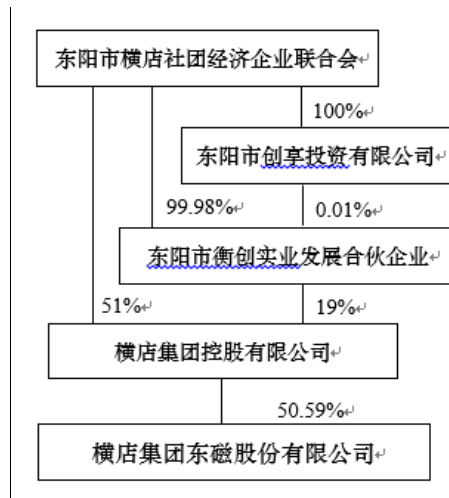 东阳市横店社团经济企业联合会
100%
东阳市创享投资有限公司
99.98% 0.01%
东阳市衡创实业发展合伙企业
51% 19%
横店集团控股有限公司
50.59%
横店集团东磁股份有限公司